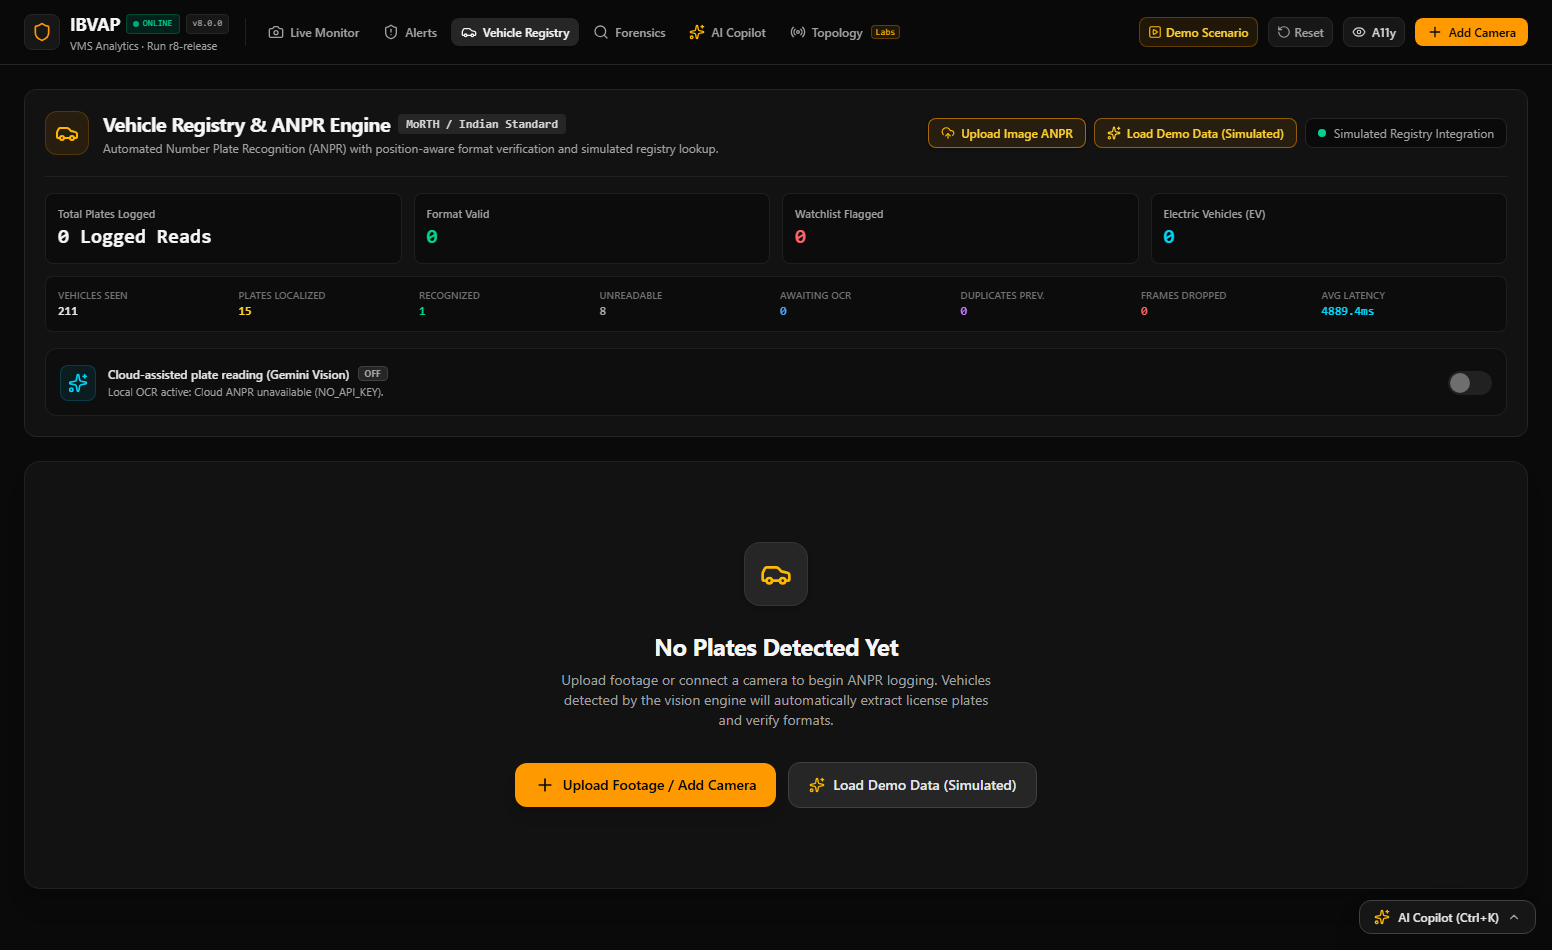 IBVAP ONLINE v8.0.0
VMS Analytics · Run r8-release
Live Monitor Alerts Vehicle Registry Forensics AI Copilot Topology Labs
Demo Scenario Reset A11y + Add Camera
Vehicle Registry & ANPR Engine MoRTH / Indian Standard
Automated Number Plate Recognition (ANPR) with position-aware format verification and simulated registry lookup.
Upload Image ANPR Load Demo Data (Simulated) Simulated Registry Integration
Total Plates Logged
0 Logged Reads
Format Valid
0
Watchlist Flagged
0
Electric Vehicles (EV)
0
VEHICLES SEEN
211
PLATES LOCALIZED
15
RECOGNIZED
1
UNREADABLE
8
AWAITING OCR
0
DUPLICATES PREV.
0
FRAMES DROPPED
0
AVG LATENCY
4889.4ms
Cloud-assisted plate reading (Gemini Vision) OFF
Local OCR active: Cloud ANPR unavailable (NO_API_KEY).
No Plates Detected Yet
Upload footage or connect a camera to begin ANPR logging. Vehicles
detected by the vision engine will automatically extract license plates
and verify formats.
+ Upload Footage / Add Camera
Load Demo Data (Simulated)
AI Copilot (Ctrl+K)